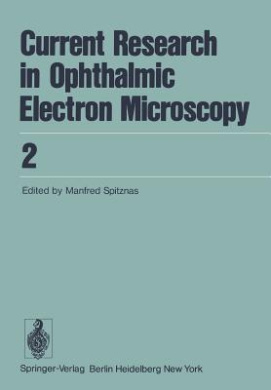 Current Research
in Ophthalmic
Electron Microscopy
2
Edited by Manfred Spitznas
Springer-Verlag Berlin Heidelberg New York